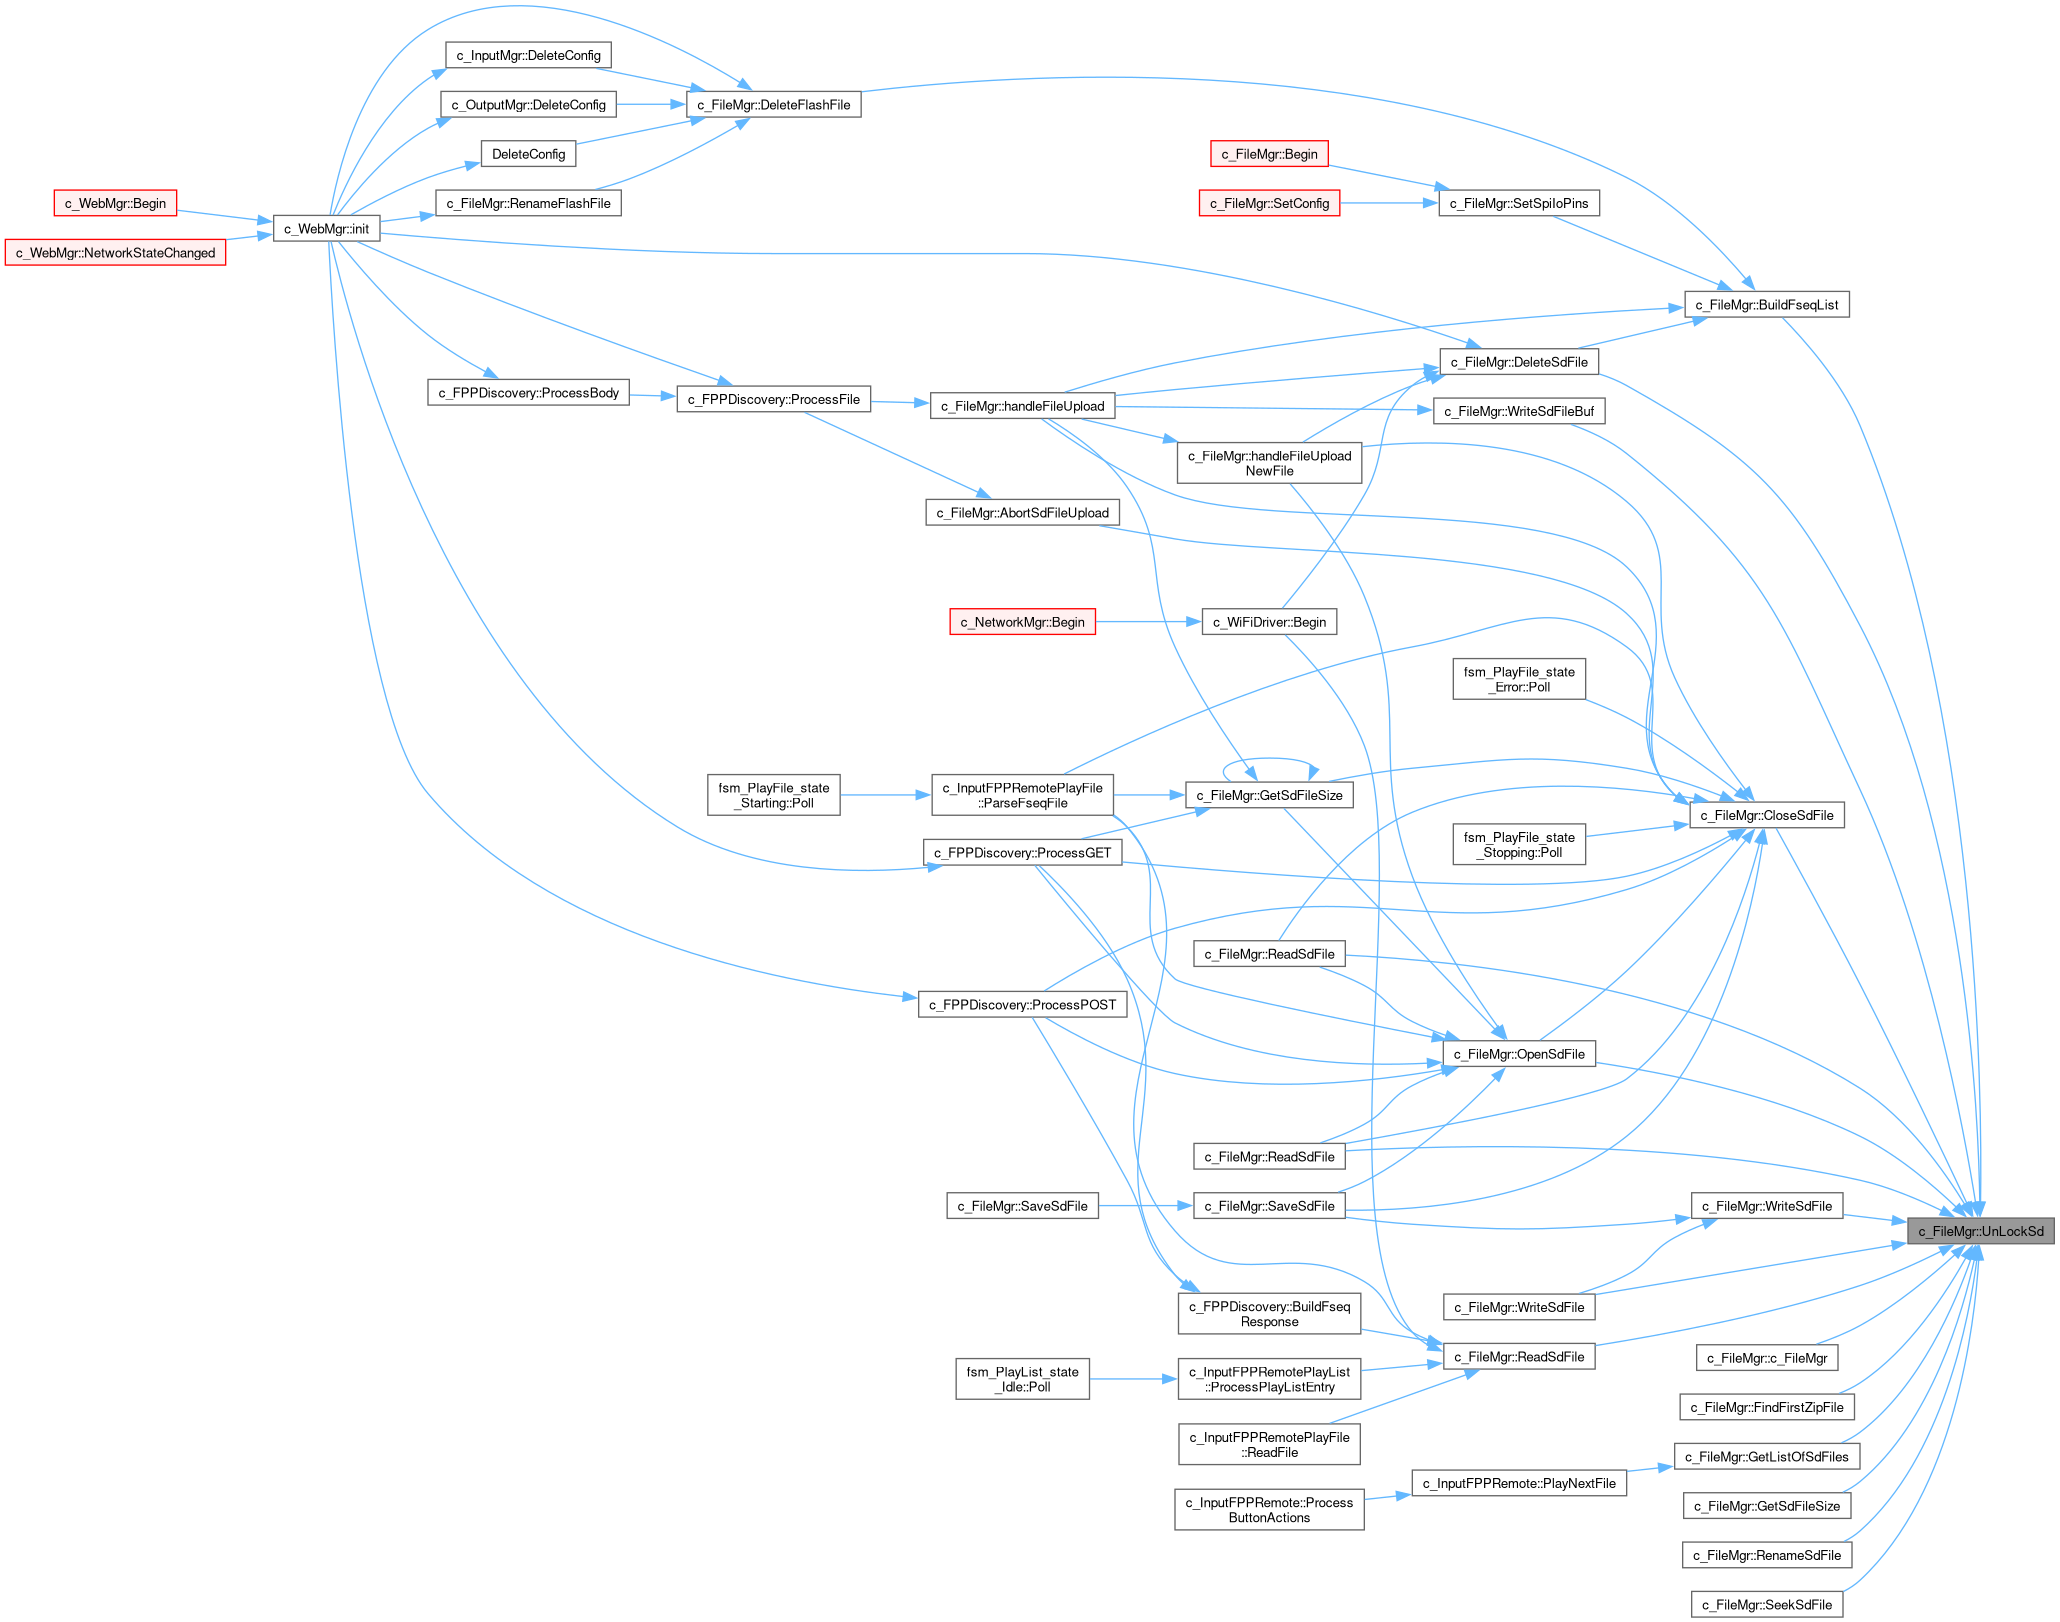 c_InputMgr::DeleteConfig
c_OutputMgr::DeleteConfig
c_FileMgr::DeleteFlashFile
DeleteConfig
c_FileMgr::Begin
c_WebMgr::Begin
c_FileMgr::RenameFlashFile
c_FileMgr::SetConfig
c_FileMgr::SetSpiIoPins
c_WebMgr::init
c_WebMgr::NetworkStateChanged
c_FileMgr::BuildFseqList
c_FileMgr::DeleteSdFile
c_FPPDiscovery::ProcessBody
c_FPPDiscovery::ProcessFile
c_FileMgr::handleFileUpload
c_FileMgr::WriteSdFileBuf
c_FileMgr::handleFileUpload
NewFile
c_FileMgr::AbortSdFileUpload
c_NetworkMgr::Begin
c_WiFiDriver::Begin
fsm_PlayFile_state
_Error::Poll
fsm_PlayFile_state
_Starting::Poll
c_InputFPPRemotePlayFile
::ParseFseqFile
c_FileMgr::GetSdFileSize
c_FileMgr::CloseSdFile
fsm_PlayFile_state
_Stopping::Poll
c_FPPDiscovery::ProcessGET
c_FileMgr::ReadSdFile
c_FPPDiscovery::ProcessPOST
c_FileMgr::OpenSdFile
c_FileMgr::ReadSdFile
c_FileMgr::SaveSdFile
c_FileMgr::SaveSdFile
c_FileMgr::WriteSdFile
c_FileMgr::UnLockSd
c_FPPDiscovery::BuildFseq
Response
c_FileMgr::WriteSdFile
c_FileMgr::ReadSdFile
c_FileMgr::c_FileMgr
fsm_PlayList_state
_Idle::Poll
c_InputFPPRemotePlayList
::ProcessPlayListEntry
c_FileMgr::FindFirstZipFile
c_InputFPPRemotePlayFile
::ReadFile
c_FileMgr::GetListOfSdFiles
c_InputFPPRemote::PlayNextFile
c_InputFPPRemote::Process
ButtonActions
c_FileMgr::GetSdFileSize
c_FileMgr::RenameSdFile
c_FileMgr::SeekSdFile